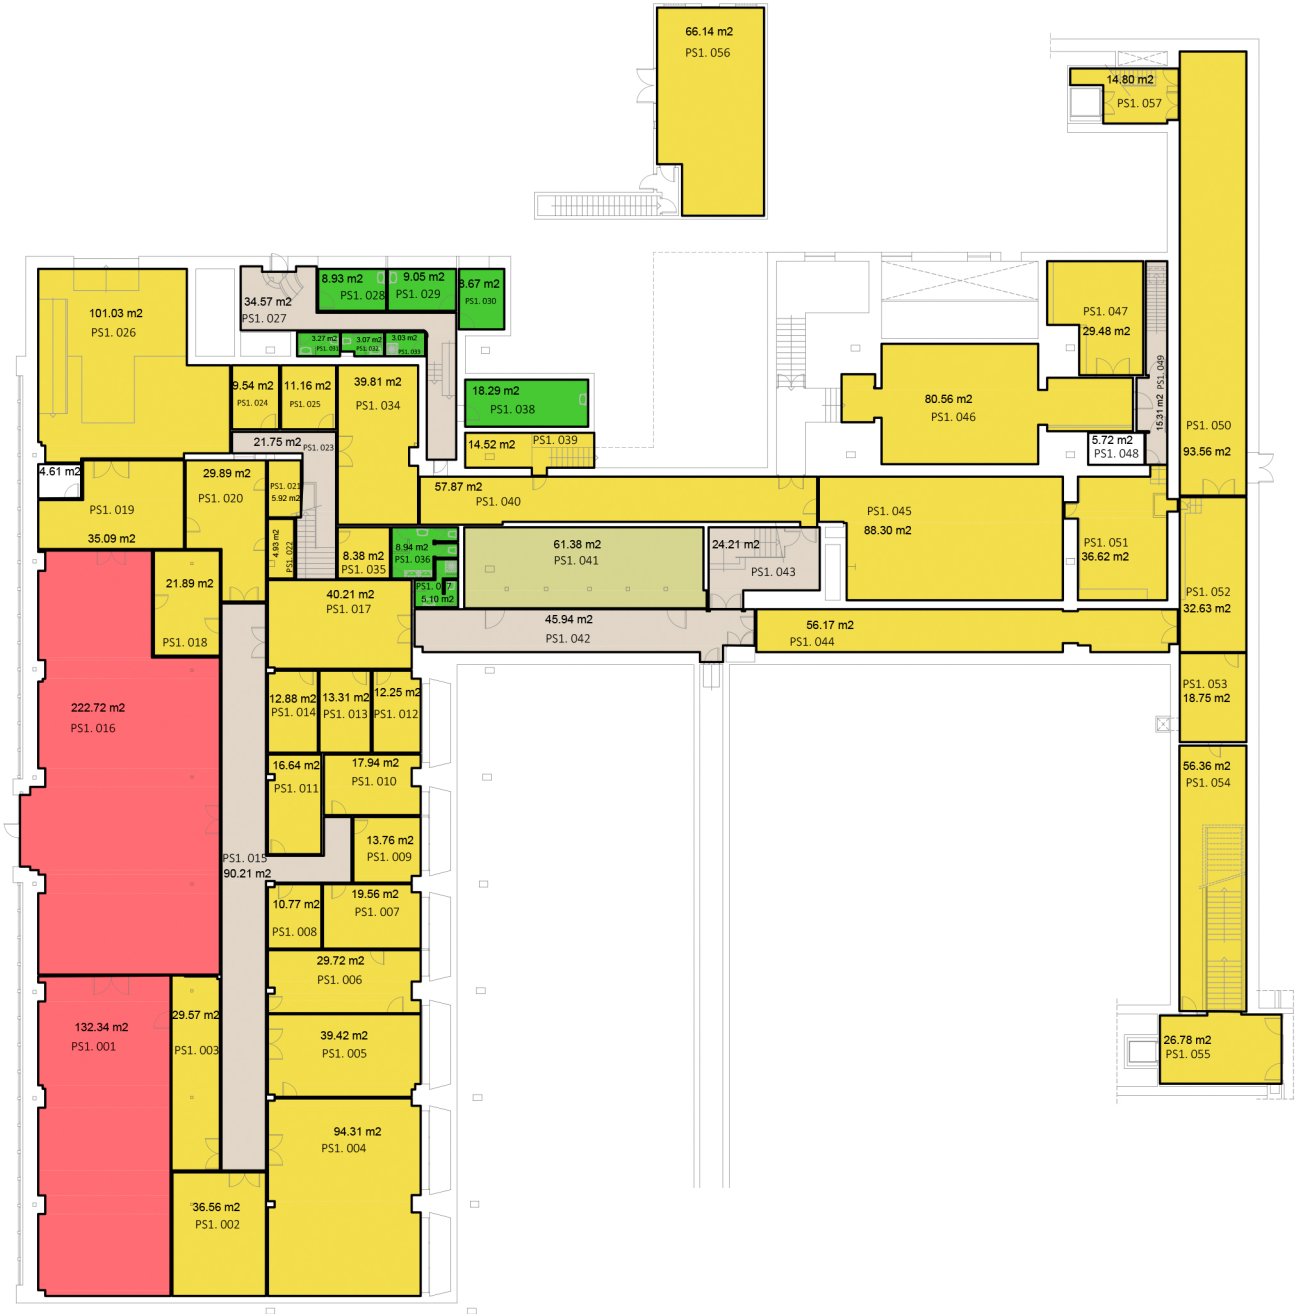 66.14 m2
PS1. 056
14.80 m2
PS1. 057
101.03 m2
PS1. 026
34.57 m2
PS1. 027
8.93 m2
PS1. 028
9.05 m2
PS1. 029
PS1. 030
3.27 m2
PS1. 031
3.07 m2
PS1. 032
3.03 m2
PS1. 033
PS1. 047
29.48 m2
PS1. 049
15.31 m2
9.54 m2
PS1. 024
11.16 m2
PS1. 025
39.81 m2
PS1. 034
18.29 m2
PS1. 038
80.56 m2
PS1. 046
PS1. 050
93.56 m2
21.75 m2
PS1. 023
14.52 m2
PS1. 039
5.72 m2
PS1. 048
4.61 m2
29.89 m2
PS1. 020
PS1. 021
5.92 m2
57.87 m2
PS1. 040
PS1. 019
35.09 m2
4.93 m2
PS1. 022
8.38 m2
PS1. 035
8.94 m2
PS1. 036
61.38 m2
PS1. 041
24.21 m2
PS1. 043
PS1. 045
88.30 m2
PS1. 051
36.62 m2
21.89 m2
PS1. 018
40.21 m2
PS1. 017
5.10 m2
45.94 m2
PS1. 042
56.17 m2
PS1. 044
PS1. 052
32.63 m2
PS1. 053
18.75 m2
222.72 m2
PS1. 016
12.88 m2
PS1. 014
13.31 m2
PS1. 013
12.25 m2
PS1. 012
16.64 m2
PS1. 011
17.94 m2
PS1. 010
56.36 m2
PS1. 054
PS1. 015
90.21 m2
13.76 m2
PS1. 009
10.77 m2
PS1. 008
19.56 m2
PS1. 007
29.72 m2
PS1. 006
132.34 m2
PS1. 001
29.57 m2
PS1. 003
39.42 m2
PS1. 005
26.78 m2
PS1. 055
94.31 m2
PS1. 004
36.56 m2
PS1. 002